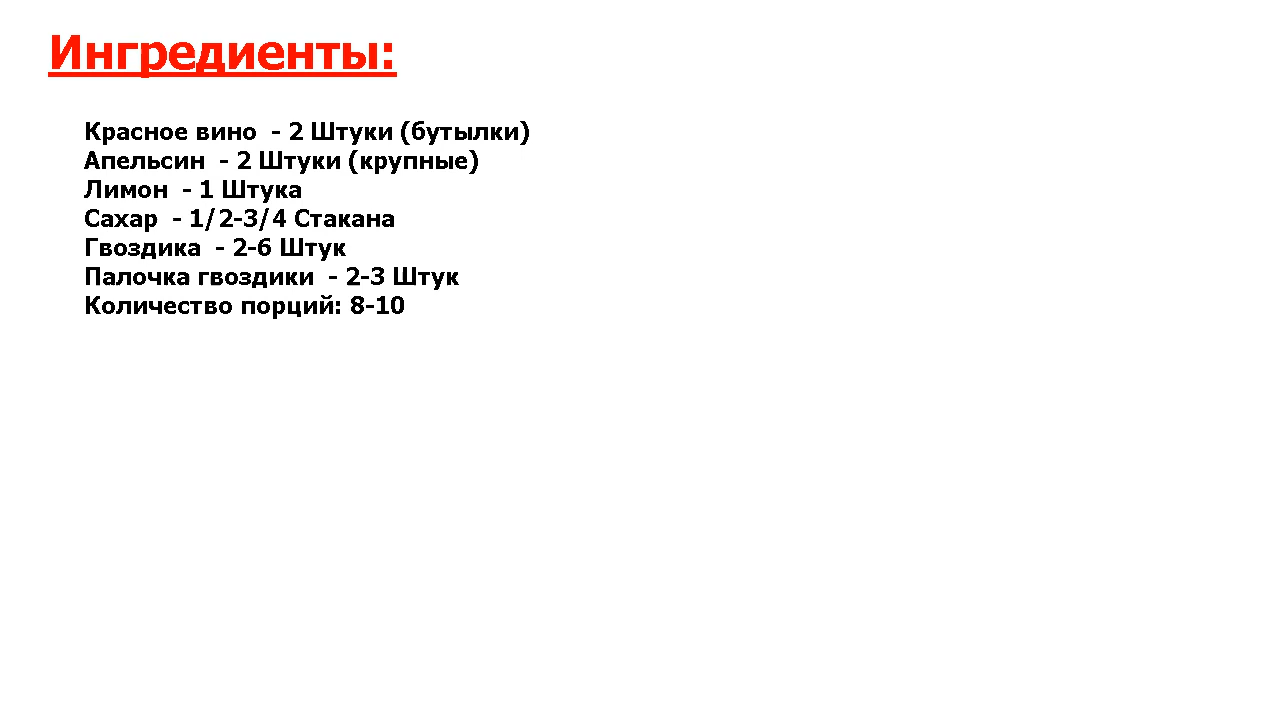 Ингредиенты:
Красное вино  - 2 Штуки (бутылки)
Апельсин  - 2 Штуки (крупные)
Лимон  - 1 Штука
Сахар  - 1/2-3/4 Стакана
Гвоздика  - 2-6 Штук
Палочка гвоздики  - 2-3 Штук
Количество порций: 8-10